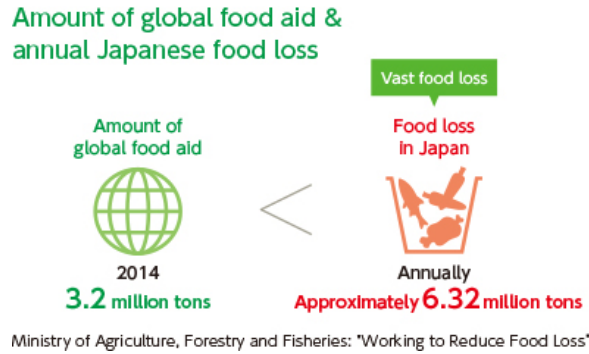 Amount of global food aid &
annual Japanese food loss
Vast food loss
Amount of
global food aid
Food loss
in Japan
<
2014
3.2 million tons
Annually
Approximately 6.32 million tons
Ministry of Agriculture, Forestry and Fisheries: "Working to Reduce Food Loss"